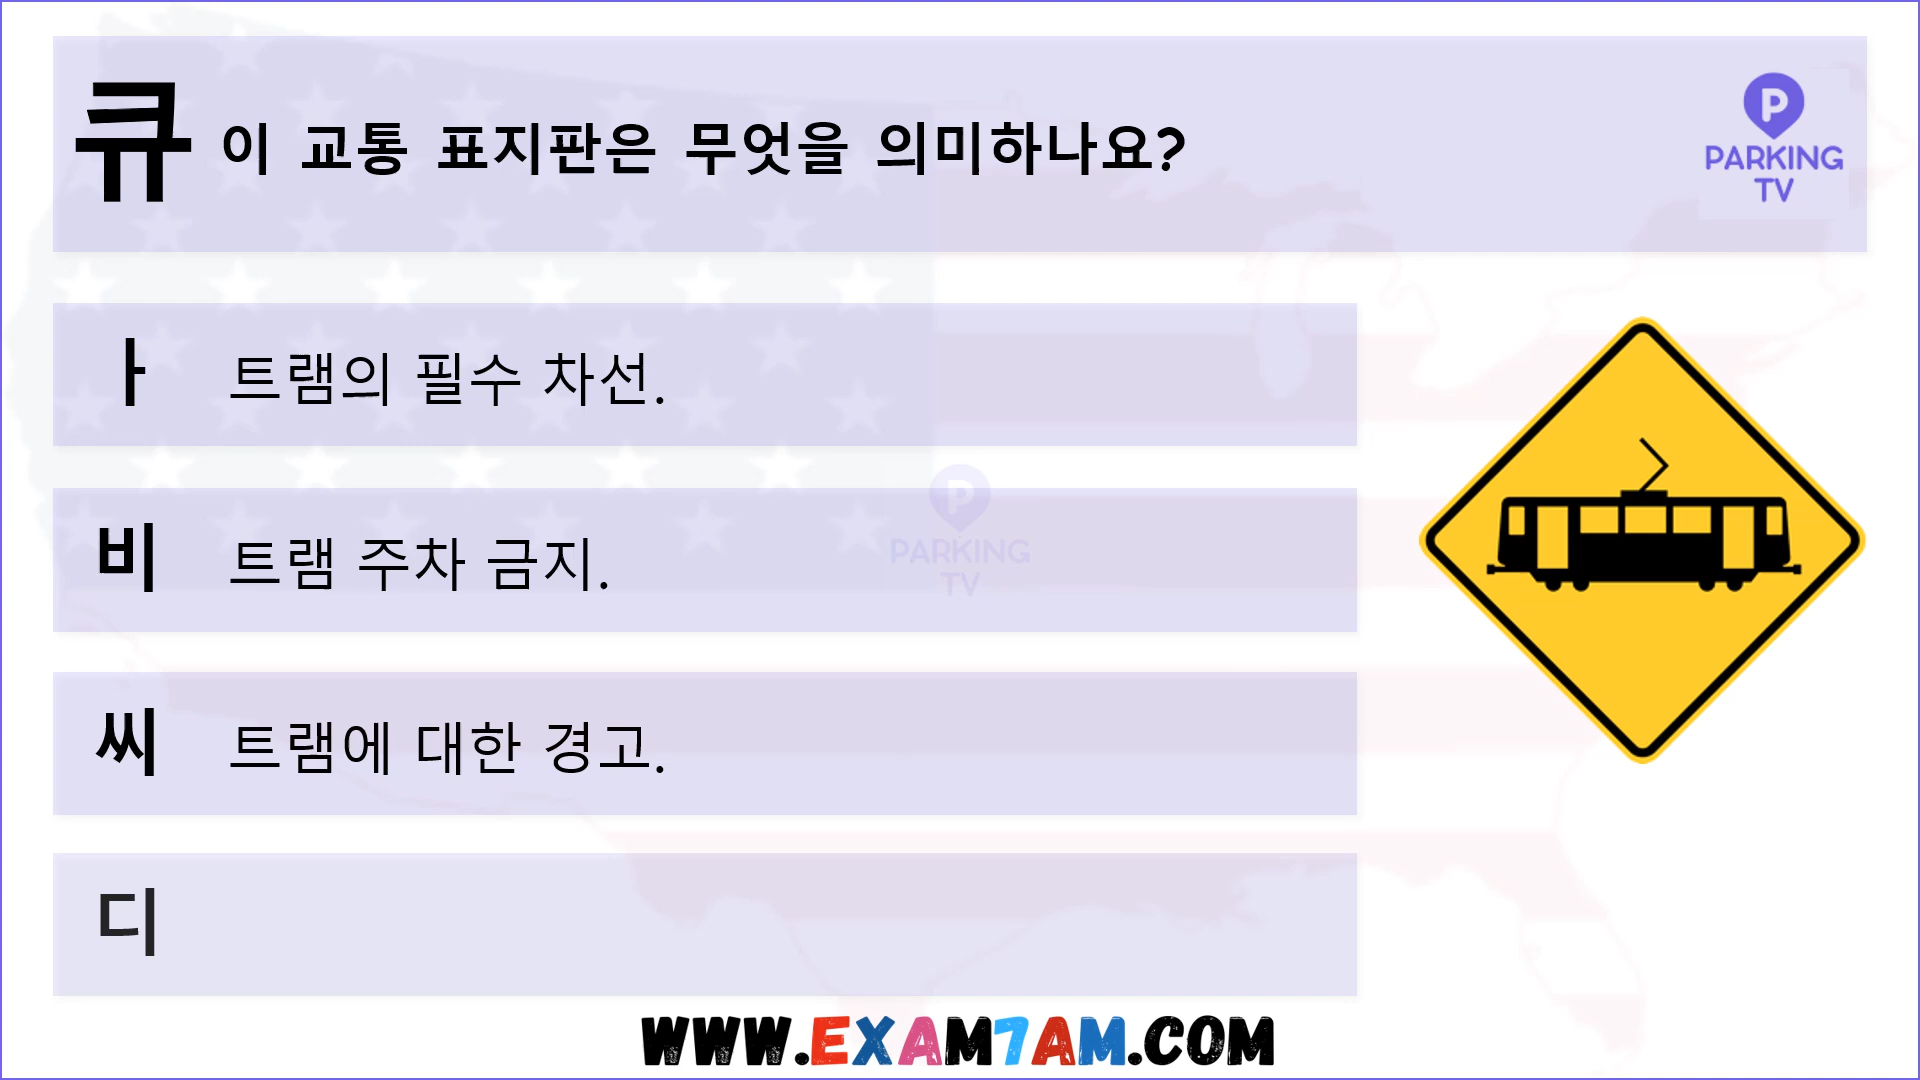 큐 이 교통 표지판은 무엇을 의미하나요?
PARKING
TV
ㅏ 트램의 필수 차선.
비 트램 주차 금지.
PARKING
TV
씨 트램에 대한 경고.
디
WWW.EXAM7AM.COM